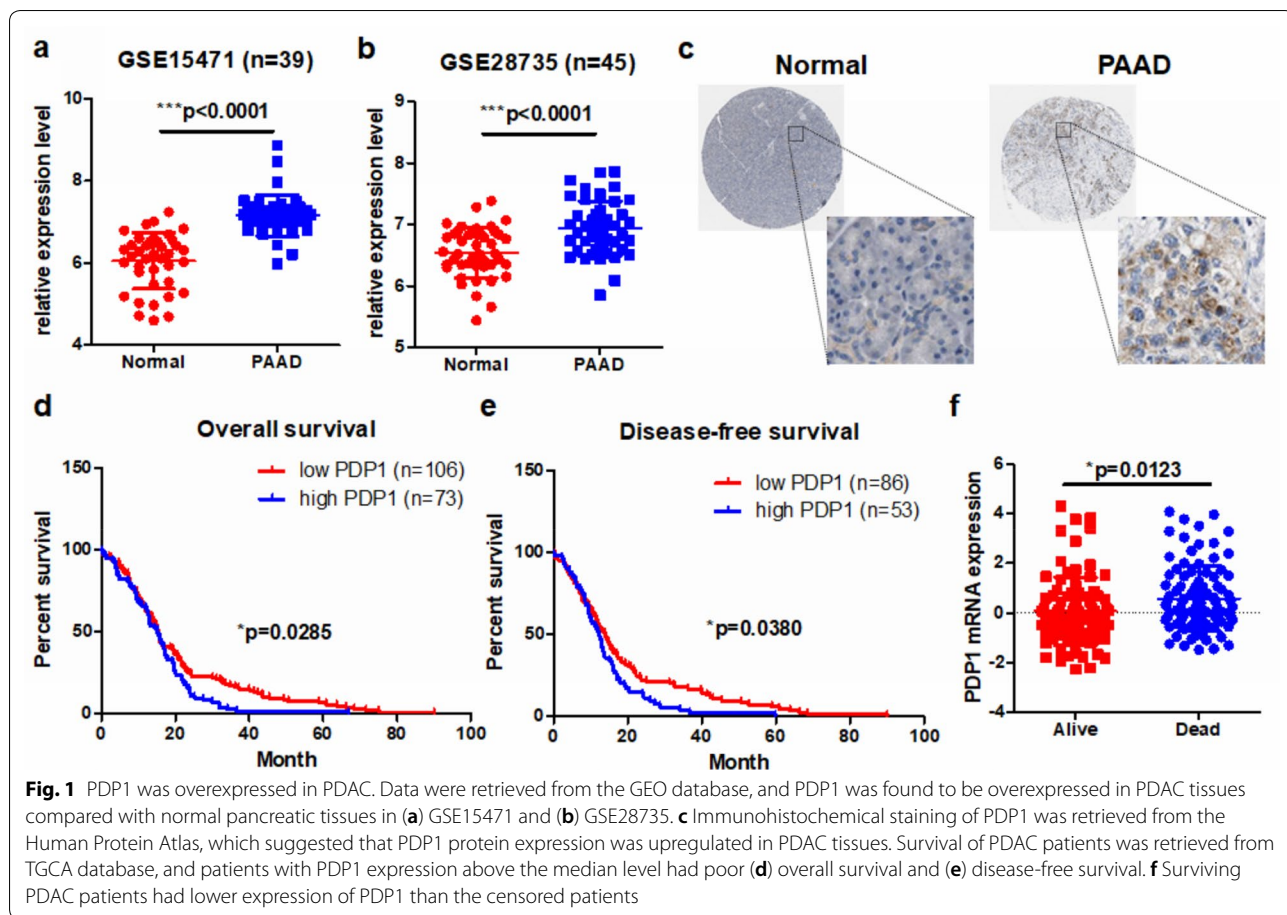 a
GSE15471 (n=39)
***p<0.0001
relative expression level
10
8
6
4
Normal
PAAD
b
GSE28735 (n=45)
***p<0.0001
relative expression level
9
8
7
6
5
Normal
PAAD
c
Normal
PAAD
d
Overall survival
low PDP1 (n=106)
high PDP1 (n=73)
*p=0.0285
Percent survival
150
100
50
0
0 20 40 60 80 100
Month
e
Disease-free survival
low PDP1 (n=86)
high PDP1 (n=53)
*p=0.0380
Percent survival
150
100
50
0
0 20 40 60 80 100
Month
f
*p=0.0123
PDP1 mRNA expression
6
4
2
0
-2
-4
Alive
Dead
Fig. 1 PDP1 was overexpressed in PDAC. Data were retrieved from the GEO database, and PDP1 was found to be overexpressed in PDAC tissues
compared with normal pancreatic tissues in (a) GSE15471 and (b) GSE28735. c Immunohistochemical staining of PDP1 was retrieved from the
Human Protein Atlas, which suggested that PDP1 protein expression was upregulated in PDAC tissues. Survival of PDAC patients was retrieved from
TGCA database, and patients with PDP1 expression above the median level had poor (d) overall survival and (e) disease-free survival. f Surviving
PDAC patients had lower expression of PDP1 than the censored patients